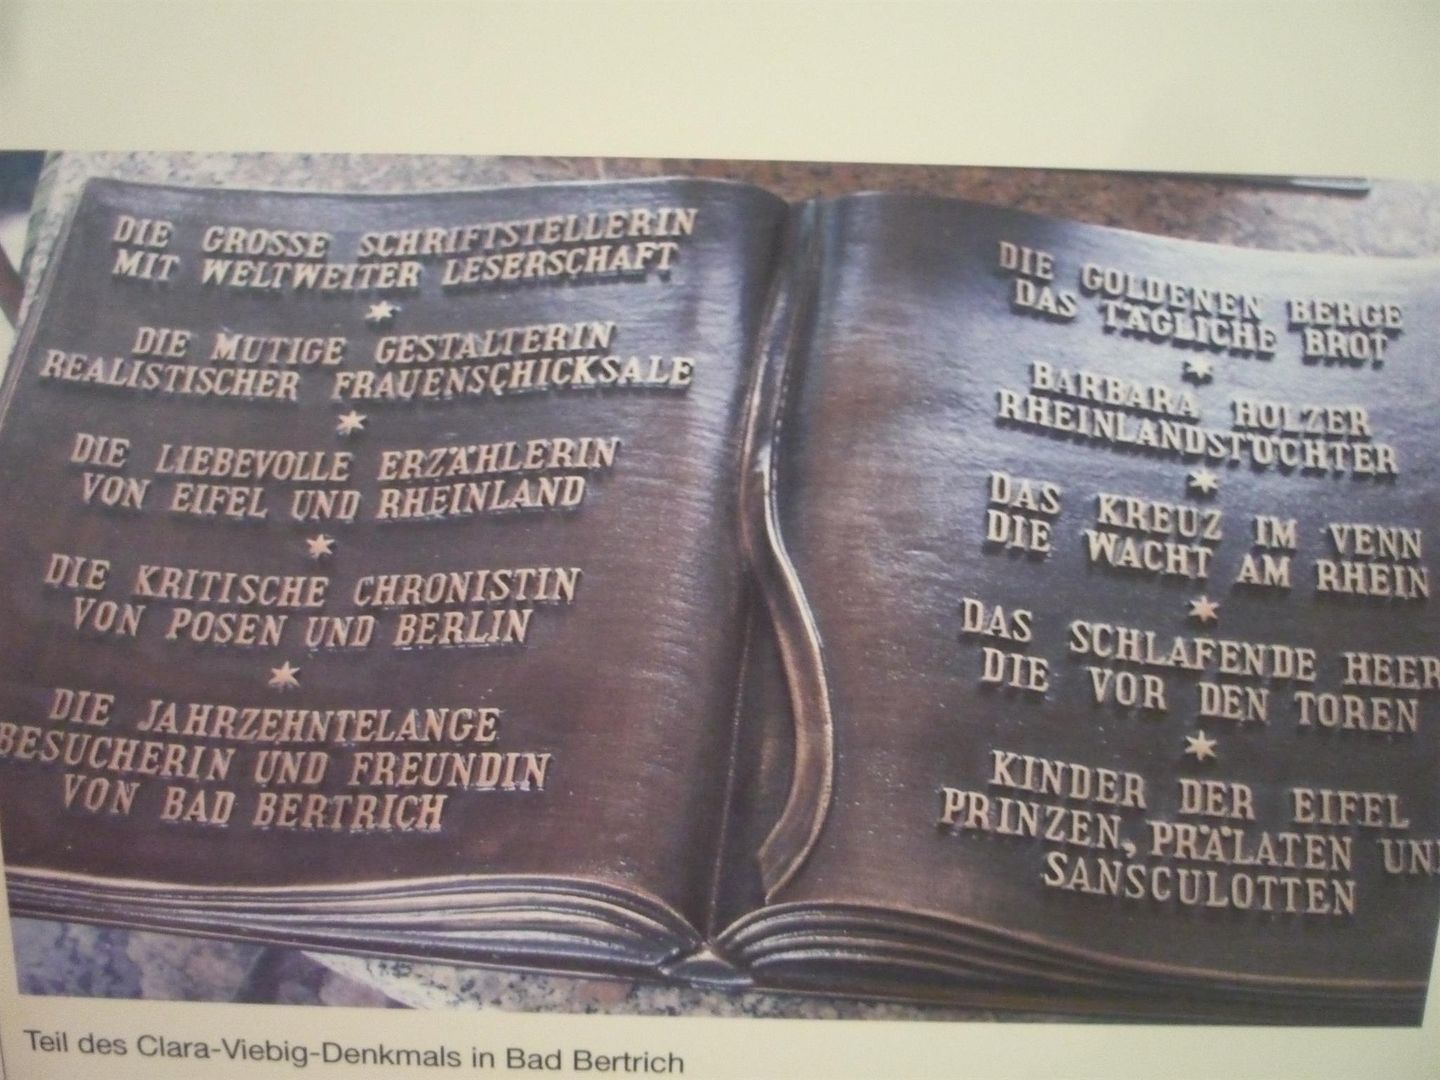 DIE GROSSE SCHRIFTSTELLERIN
MIT WELTWEITER LESERSCHAFT
DIE MUTIGE GESTALTERIN
REALISTISCHER FRAUENSCHICKSALE
DIE LIEBEVOLLE ERZÄHLERIN
VON EIFEL UND RHEINLAND
DIE KRITISCHE CHRONISTIN
VON POSEN UND BERLIN
DIE JAHRZEHNTELANGE
BESUCHERIN UND FREUNDIN
VON BAD BERTRICH
DIE GOLDENEN BERGE
DAS TÄGLICHE BROT
BARBARA HOLZER
RHEINLANDSTÖCHTER
DAS KREUZ IM VENN
DIE WACHT AM RHEIN
DAS SCHLAFENDE HEER
DIE VOR DEN TOREN
KINDER DER EIFEL
PRINZEN, PRÄLATEN UND
SANSCULOTTEN
Teil des Clara-Viebig-Denkmals in Bad Bertrich